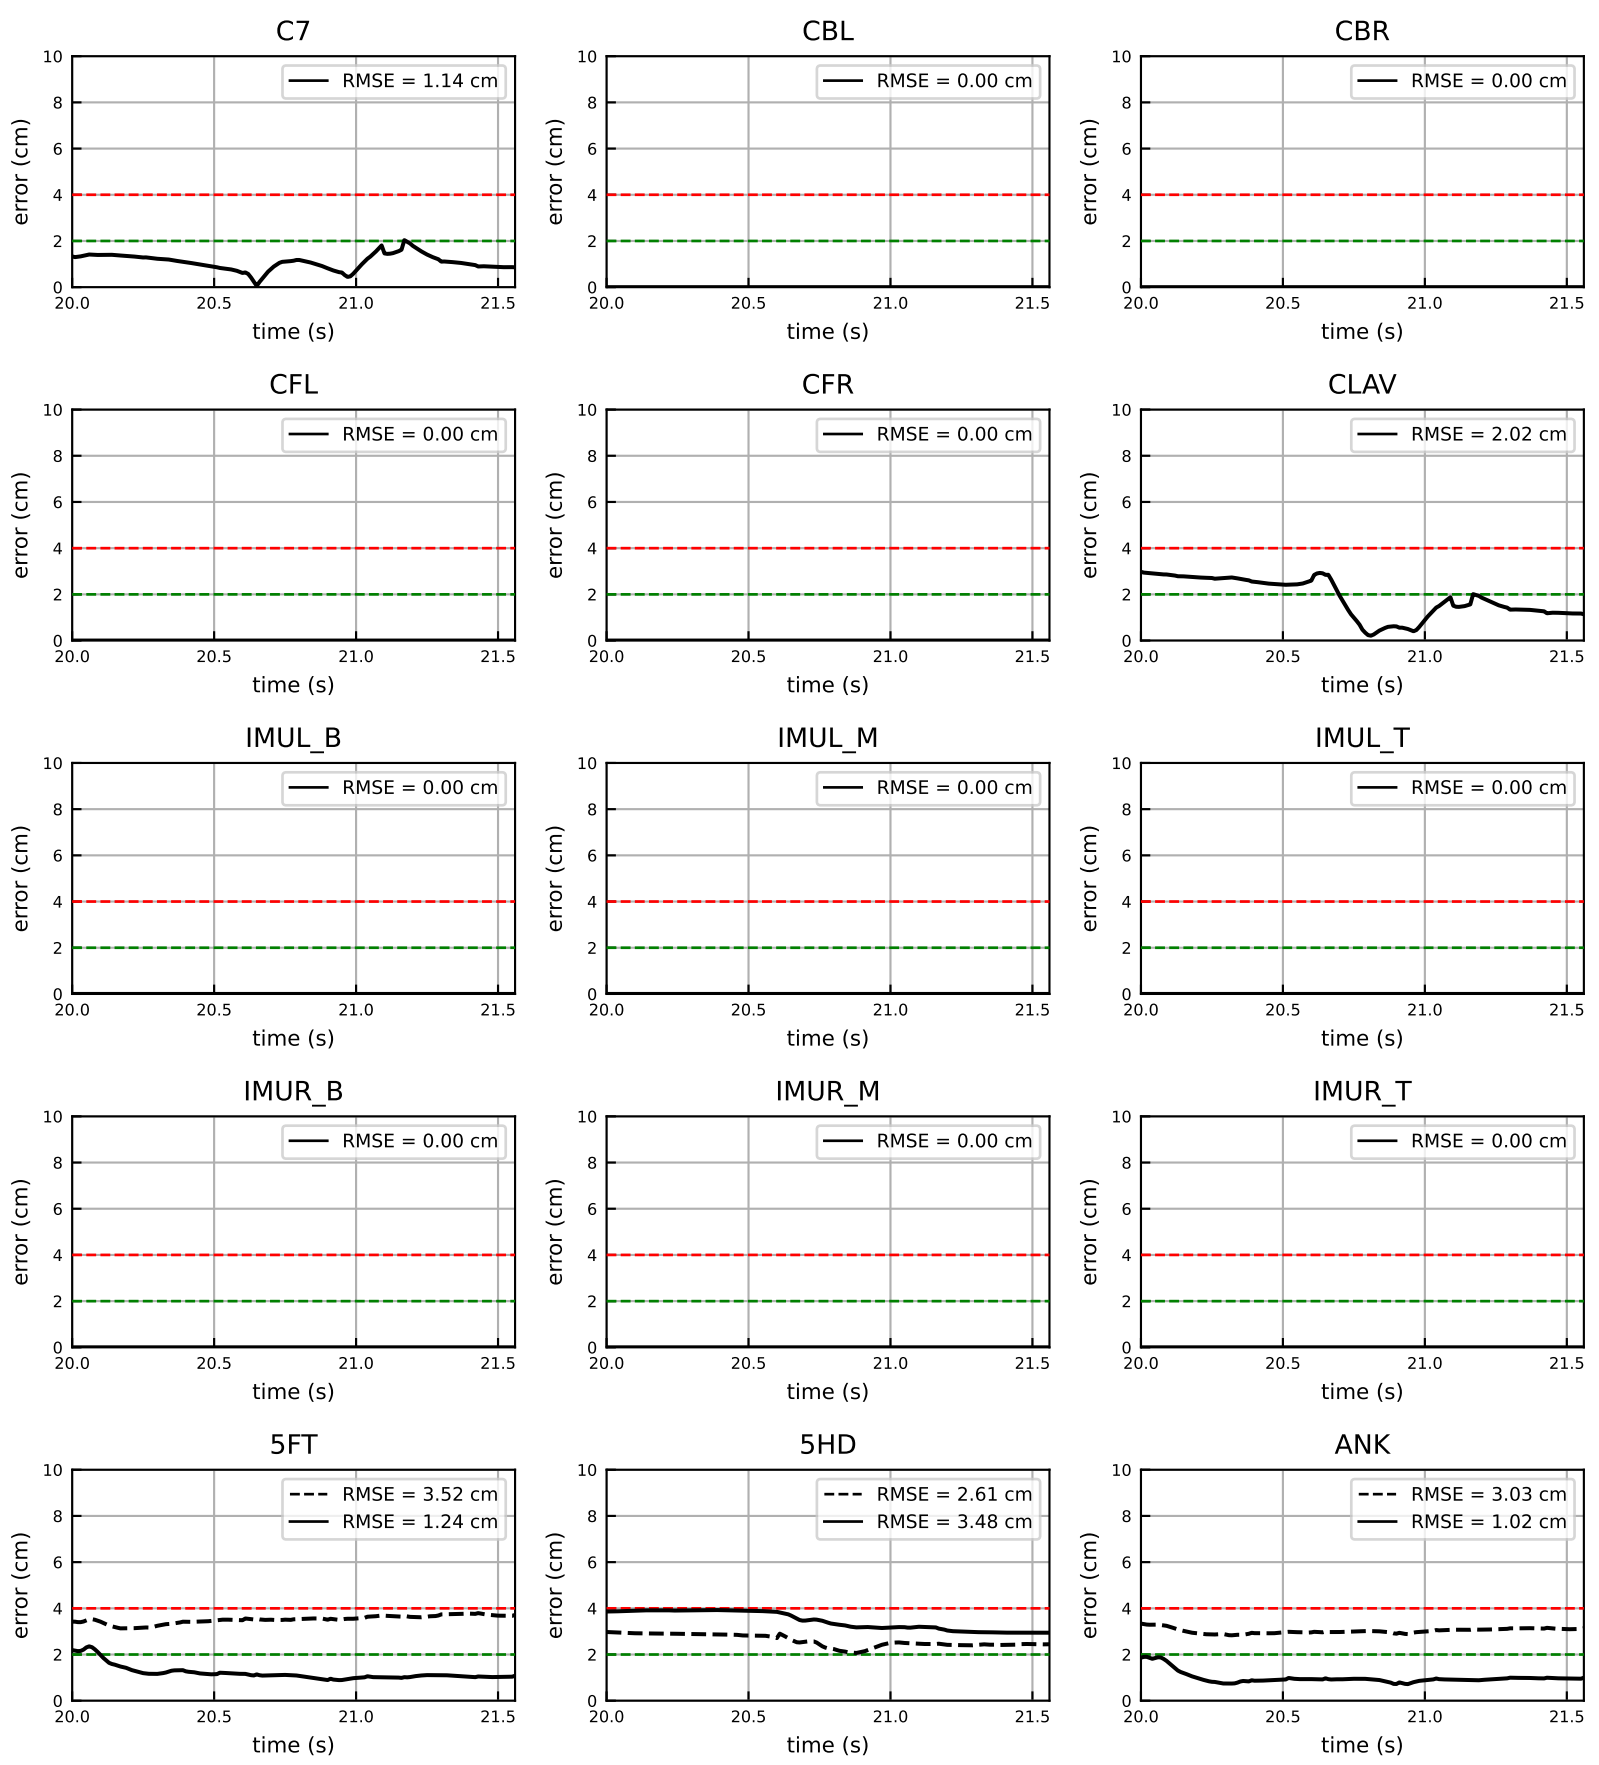 C7
CBL
CBR
RMSE = 1.14 cm
RMSE = 0.00 cm
RMSE = 0.00 cm
error (cm)
10
8
6
4
2
0
20.0
20.5
21.0
21.5
time (s)
error (cm)
10
8
6
4
2
0
20.0
20.5
21.0
21.5
time (s)
error (cm)
10
8
6
4
2
0
20.0
20.5
21.0
21.5
time (s)
CFL
CFR
CLAV
RMSE = 0.00 cm
RMSE = 0.00 cm
RMSE = 2.02 cm
error (cm)
10
8
6
4
2
0
20.0
20.5
21.0
21.5
time (s)
error (cm)
10
8
6
4
2
0
20.0
20.5
21.0
21.5
time (s)
error (cm)
10
8
6
4
2
0
20.0
20.5
21.0
21.5
time (s)
IMUL_B
IMUL_M
IMUL_T
RMSE = 0.00 cm
RMSE = 0.00 cm
RMSE = 0.00 cm
error (cm)
10
8
6
4
2
0
20.0
20.5
21.0
21.5
time (s)
error (cm)
10
8
6
4
2
0
20.0
20.5
21.0
21.5
time (s)
error (cm)
10
8
6
4
2
0
20.0
20.5
21.0
21.5
time (s)
IMUR_B
IMUR_M
IMUR_T
RMSE = 0.00 cm
RMSE = 0.00 cm
RMSE = 0.00 cm
error (cm)
10
8
6
4
2
0
20.0
20.5
21.0
21.5
time (s)
error (cm)
10
8
6
4
2
0
20.0
20.5
21.0
21.5
time (s)
error (cm)
10
8
6
4
2
0
20.0
20.5
21.0
21.5
time (s)
5FT
5HD
ANK
RMSE = 3.52 cm
RMSE = 1.24 cm
RMSE = 2.61 cm
RMSE = 3.48 cm
RMSE = 3.03 cm
RMSE = 1.02 cm
error (cm)
10
8
6
4
2
0
20.0
20.5
21.0
21.5
time (s)
error (cm)
10
8
6
4
2
0
20.0
20.5
21.0
21.5
time (s)
error (cm)
10
8
6
4
2
0
20.0
20.5
21.0
21.5
time (s)